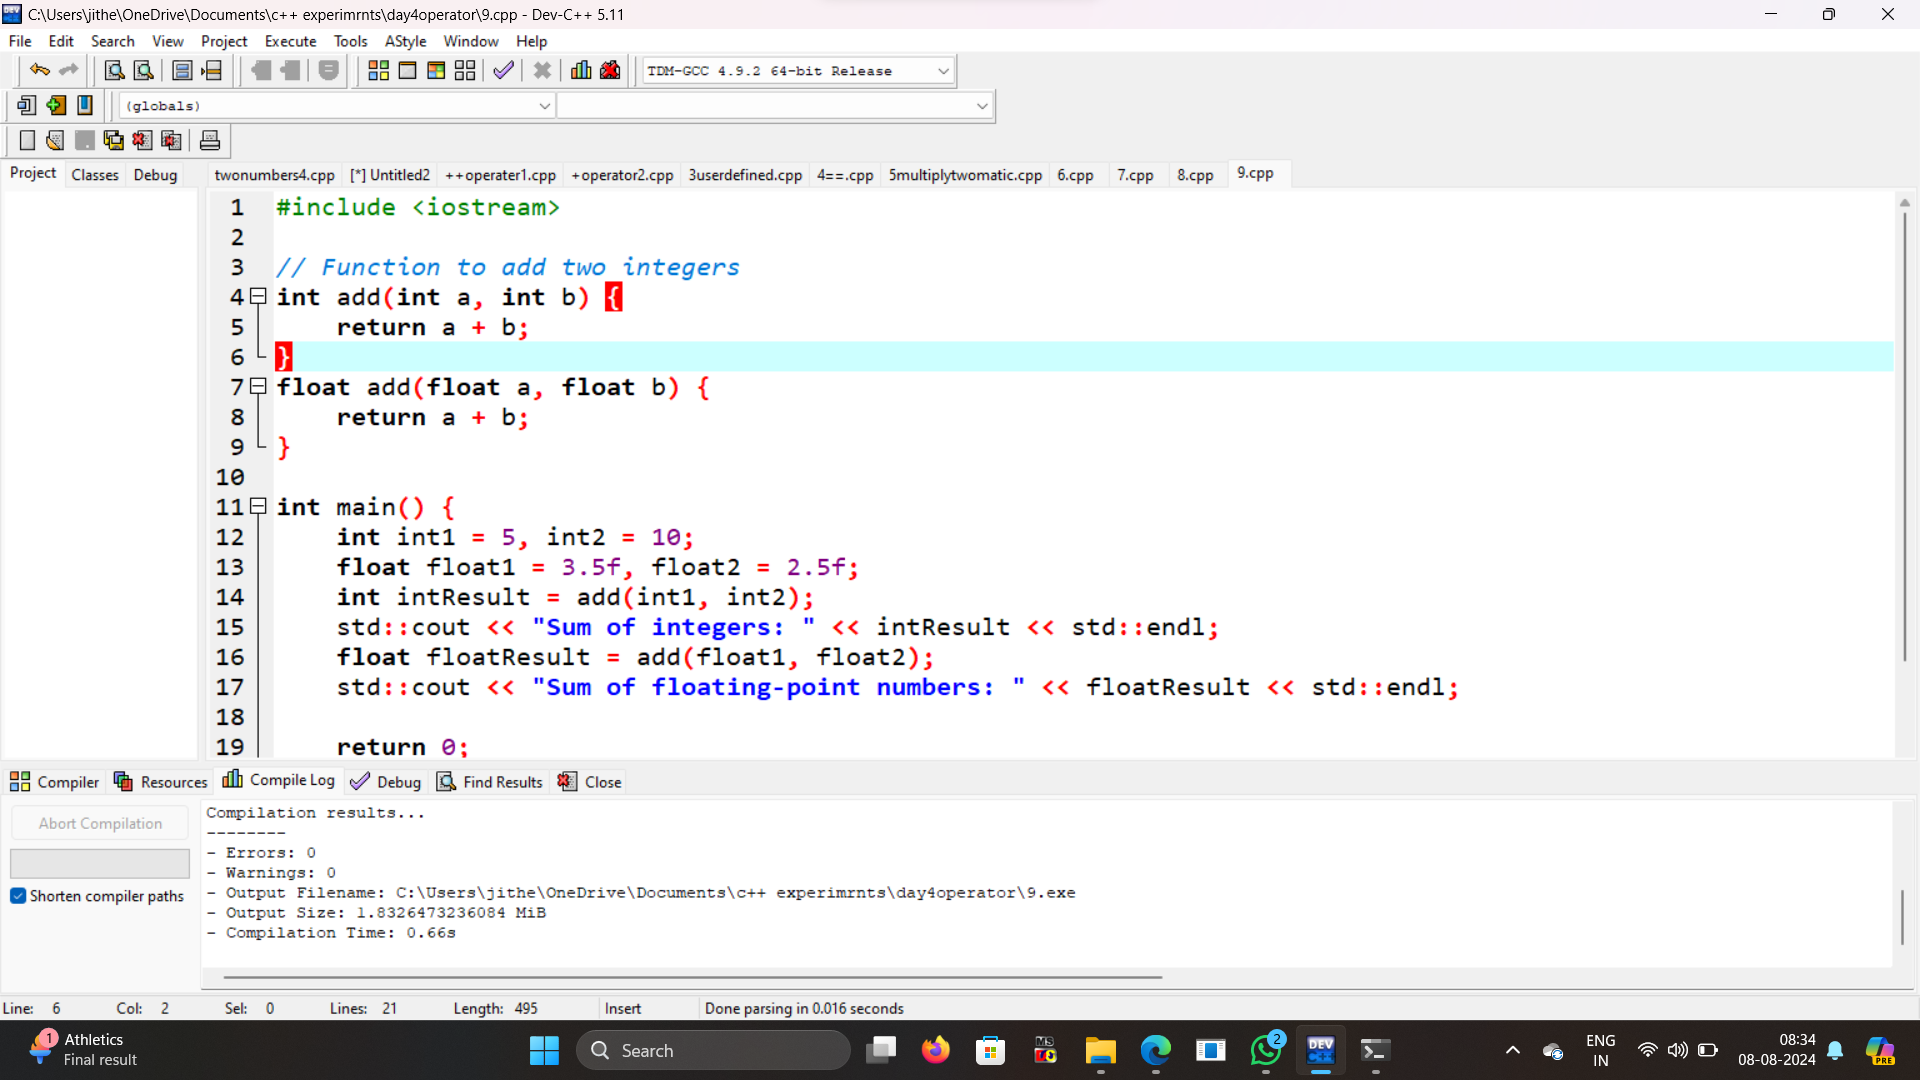 C:\Users\jithe\OneDrive\Documents\c++ experimrnts\day4operator\9.cpp - Dev-C++ 5.11
File Edit Search View Project Execute Tools AStyle Window Help
TDM-GCC 4.9.2 64-bit Release
(globals)
Project Classes Debug
twonumbers4.cpp [*] Untitled2 ++operater1.cpp +operator2.cpp 3userdefined.cpp 4==.cpp 5multiplytwomatic.cpp 6.cpp 7.cpp 8.cpp 9.cpp
1 #include <iostream>
2
3 // Function to add two integers
4 int add(int a, int b) {
5     return a + b;
6 }
7 float add(float a, float b) {
8     return a + b;
9 }
10
11 int main() {
12     int int1 = 5, int2 = 10;
13     float float1 = 3.5f, float2 = 2.5f;
14     int intResult = add(int1, int2);
15     std::cout << "Sum of integers: " << intResult << std::endl;
16     float floatResult = add(float1, float2);
17     std::cout << "Sum of floating-point numbers: " << floatResult << std::endl;
18
19     return 0;
Compiler Resources Compile Log Debug Find Results Close
Abort Compilation
Shorten compiler paths
Compilation results...
--------
- Errors: 0
- Warnings: 0
- Output Filename: C:\Users\jithe\OneDrive\Documents\c++ experimrnts\day4operator\9.exe
- Output Size: 1.8326473236084 MiB
- Compilation Time: 0.66s
Line: 6 Col: 2 Sel: 0 Lines: 21 Length: 495 Insert Done parsing in 0.016 seconds
1
Athletics
Final result
Search
MS
2
DEV
C++
ENG
IN
08:34
08-08-2024
PRE